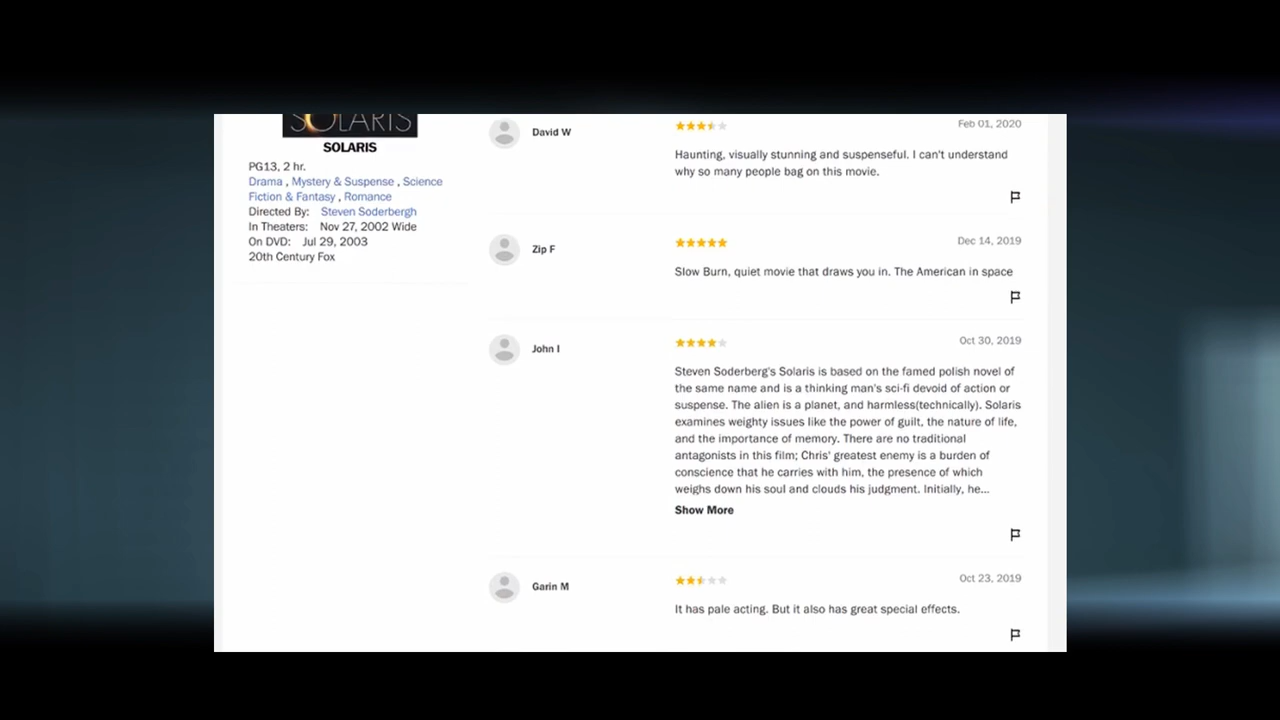 SOLARIS
SOLARIS
PG13, 2 hr.
Drama , Mystery & Suspense , Science
Fiction & Fantasy , Romance
Directed By: Steven Soderbergh
In Theaters: Nov 27, 2002 Wide
On DVD: Jul 29, 2003
20th Century Fox
David W
Feb 01, 2020
Haunting, visually stunning and suspenseful. I can't understand
why so many people bag on this movie.
Zip F
Dec 14, 2019
Slow Burn, quiet movie that draws you in. The American in space
John I
Oct 30, 2019
Steven Soderberg's Solaris is based on the famed polish novel of
the same name and is a thinking man's sci-fi devoid of action or
suspense. The alien is a planet, and harmless(technically). Solaris
examines weighty issues like the power of guilt, the nature of life,
and the importance of memory. There are no traditional
antagonists in this film; Chris' greatest enemy is a burden of
conscience that he carries with him, the presence of which
weighs down his soul and clouds his judgment. Initially, he...
Show More
Garin M
Oct 23, 2019
It has pale acting. But it also has great special effects.